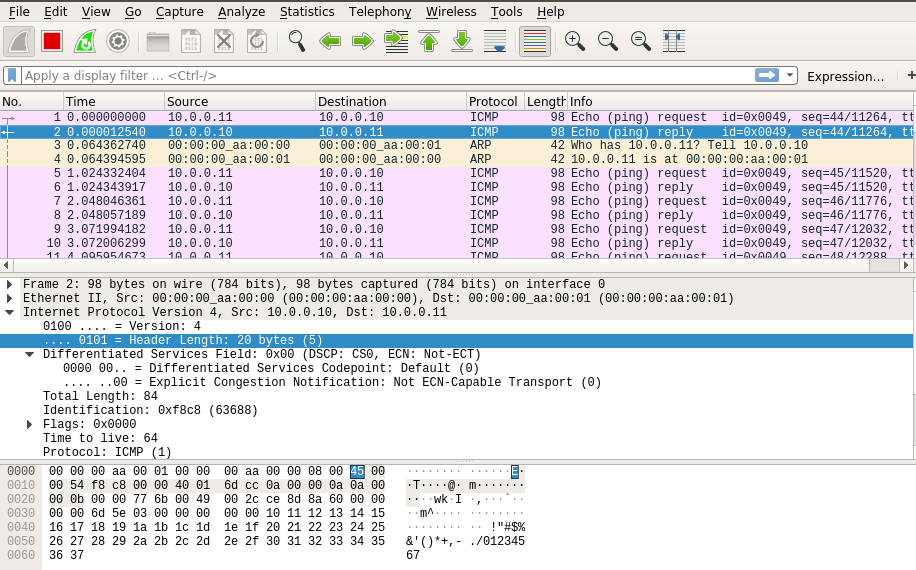 File Edit View Go Capture Analyze Statistics Telephony Wireless Tools Help
Apply a display filter ... <Ctrl-/> Expression... +
No. Time Source Destination Protocol Length Info
1 0.000000000 10.0.0.11 10.0.0.10 ICMP 98 Echo (ping) request id=0x0049, seq=44/11264, tt
2 0.000012540 10.0.0.10 10.0.0.11 ICMP 98 Echo (ping) reply id=0x0049, seq=44/11264, tt
3 0.064362740 00:00:00_aa:00:00 00:00:00_aa:00:01 ARP 42 Who has 10.0.0.11? Tell 10.0.0.10
4 0.064394595 00:00:00_aa:00:01 00:00:00_aa:00:00 ARP 42 10.0.0.11 is at 00:00:00:aa:00:01
5 1.024332404 10.0.0.11 10.0.0.10 ICMP 98 Echo (ping) request id=0x0049, seq=45/11520, tt
6 1.024343917 10.0.0.10 10.0.0.11 ICMP 98 Echo (ping) reply id=0x0049, seq=45/11520, tt
7 2.048046361 10.0.0.11 10.0.0.10 ICMP 98 Echo (ping) request id=0x0049, seq=46/11776, tt
8 2.048057189 10.0.0.10 10.0.0.11 ICMP 98 Echo (ping) reply id=0x0049, seq=46/11776, tt
9 3.071994182 10.0.0.11 10.0.0.10 ICMP 98 Echo (ping) request id=0x0049, seq=47/12032, tt
10 3.072006299 10.0.0.10 10.0.0.11 ICMP 98 Echo (ping) reply id=0x0049, seq=47/12032, tt
11 4.095954673 10.0.0.11 10.0.0.10 ICMP 98 Echo (ping) request id=0x0049, seq=48/12288, tt
Frame 2: 98 bytes on wire (784 bits), 98 bytes captured (784 bits) on interface 0
Ethernet II, Src: 00:00:00_aa:00:00 (00:00:00:aa:00:00), Dst: 00:00:00_aa:00:01 (00:00:00:aa:00:01)
Internet Protocol Version 4, Src: 10.0.0.10, Dst: 10.0.0.11
0100 .... = Version: 4
.... 0101 = Header Length: 20 bytes (5)
Differentiated Services Field: 0x00 (DSCP: CS0, ECN: Not-ECT)
0000 00.. = Differentiated Services Codepoint: Default (0)
.... ..00 = Explicit Congestion Notification: Not ECN-Capable Transport (0)
Total Length: 84
Identification: 0xf8c8 (63688)
Flags: 0x0000
Time to live: 64
Protocol: ICMP (1)
0000 00 00 00 aa 00 01 00 00 00 aa 00 00 08 00 45 00 ········ ······E·
0010 00 54 f8 c8 00 00 40 01 6d cc 0a 00 00 0a 0a 00 ·T····@· m·······
0020 00 0b 00 00 77 6b 00 49 00 2c ce 8d 8a 60 00 00 ····wk·I ·,···`··
0030 00 00 6d 5e 03 00 00 00 00 00 10 11 12 13 14 15 ··m^···· ········
0040 16 17 18 19 1a 1b 1c 1d 1e 1f 20 21 22 23 24 25 ········ ·· !"#$%
0050 26 27 28 29 2a 2b 2c 2d 2e 2f 30 31 32 33 34 35 &'()*+,- ./012345
0060 36 37 67